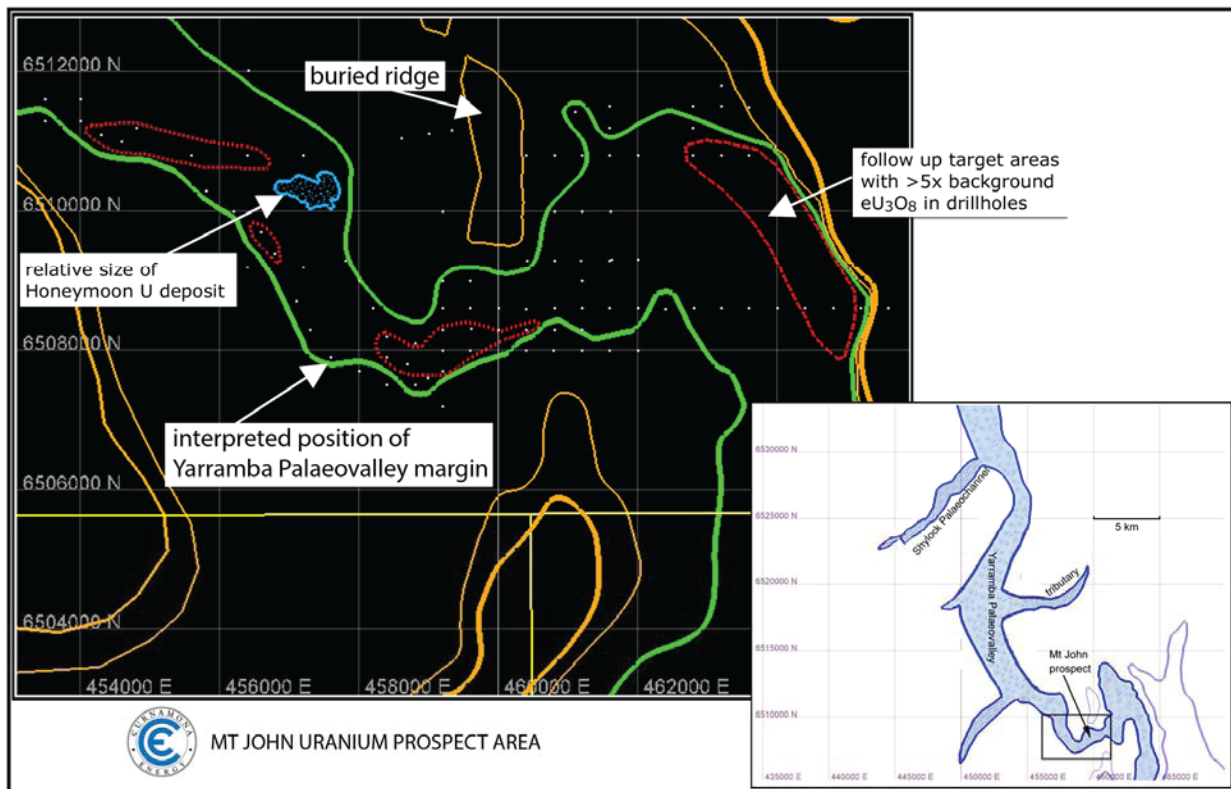 6512000 N
buried ridge
follow up target areas
with >5x background
eU3O8 in drillholes
6510000 N
relative size of
Honeymoon U deposit
6508000 N
interpreted position of
Yarramba Palaeovalley margin
6506000 N
6504000 N
454000 E
456000 E
458000 E
460000 E
462000 E
CURNAMONA
ENERGY
MT JOHN URANIUM PROSPECT AREA
6530000 N
Shylock Palaeochannel
6525000 N
5 km
6520000 N
tributary
Yarramba Palaeovalley
6515000 N
Mt John
prospect
6510000 N
435000 E
440000 E
445000 E
450000 E
455000 E
460000 E
465000 E